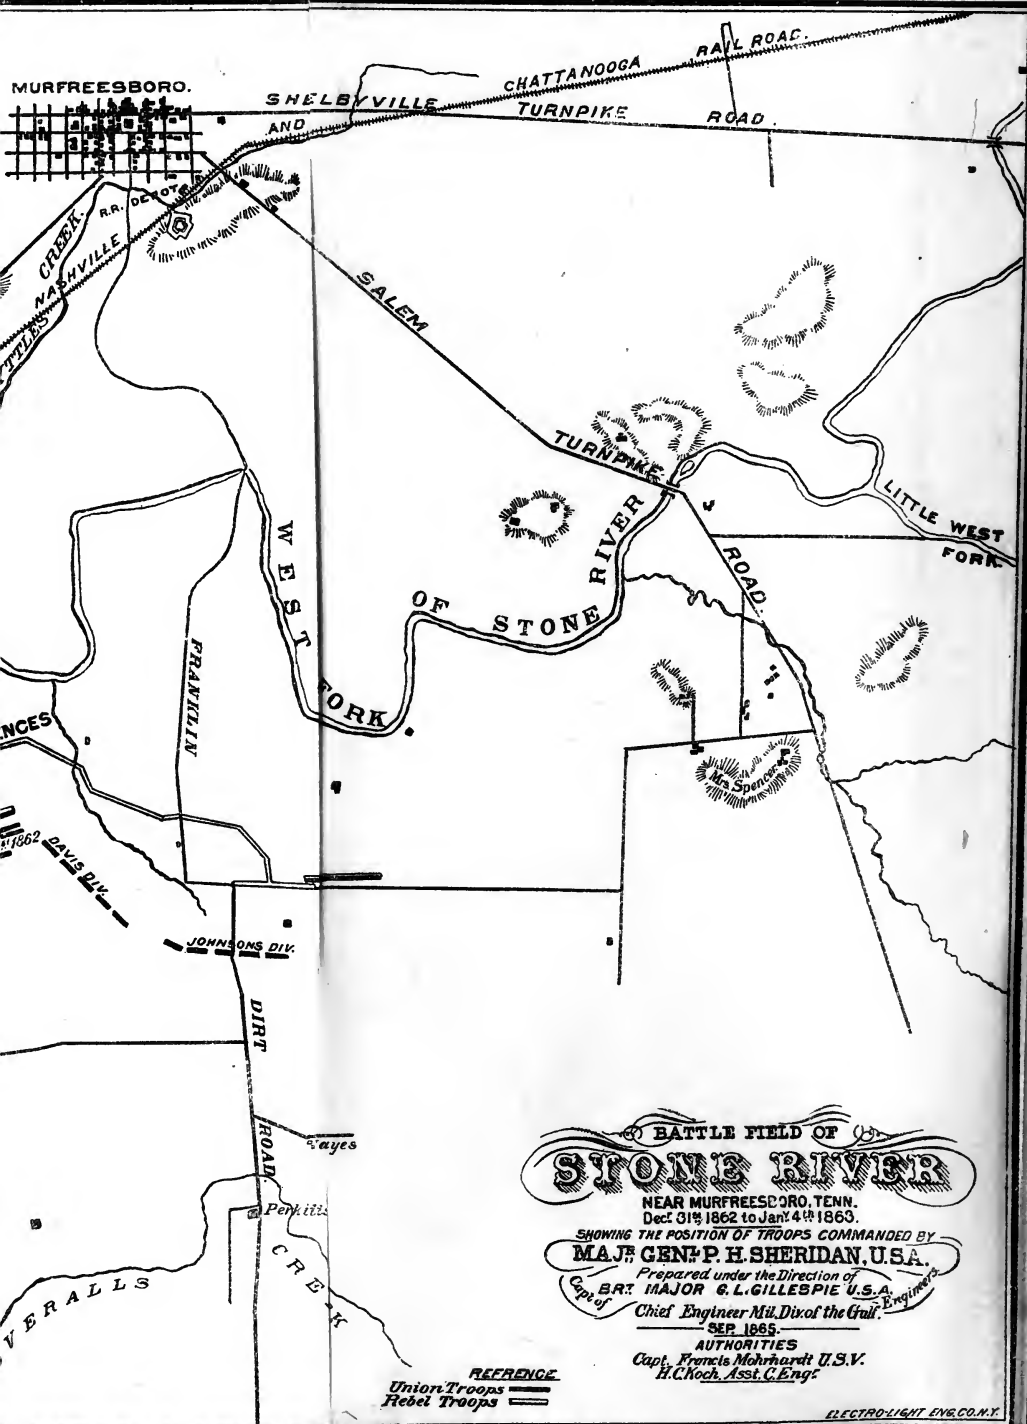 MURFREESBORO.
SHELBYVILLE
TURNPIKE
ROAD.
NASHVILLE
AND
CHATTANOOGA
RAIL ROAD.
R.R. DEPOT
CREEK.
SALEM
TURNPIKE
ROAD.
LITTLE WEST
FORK.
WEST
FORK
OF STONE
RIVER
FRANKLIN
DIRT
ROAD
Mrs Spencer.
1862
DAVIS DIV.
JOHNSONS DIV.
CREEK
BATTLE FIELD OF
STONE RIVER
NEAR MURFREESBORO, TENN.
Decr. 31st, 1862 to Jany. 4th 1863.
SHOWING THE POSITION OF TROOPS COMMANDED BY
MAJR. GENL. P. H. SHERIDAN, U.S.A.
Prepared under the Direction of
BRT. MAJOR G. L. GILLESPIE U.S.A.
Capt. of Engineers
Chief Engineer Mil. Div. of the Gulf.
SEP. 1865.
AUTHORITIES
Capt. Francis Mohrhardt U.S.V.
H.C. Koch, Asst. C. Engr.
REFRENCE
Union Troops
Rebel Troops
ELECTRO-LIGHT ENG. CO. N.Y.